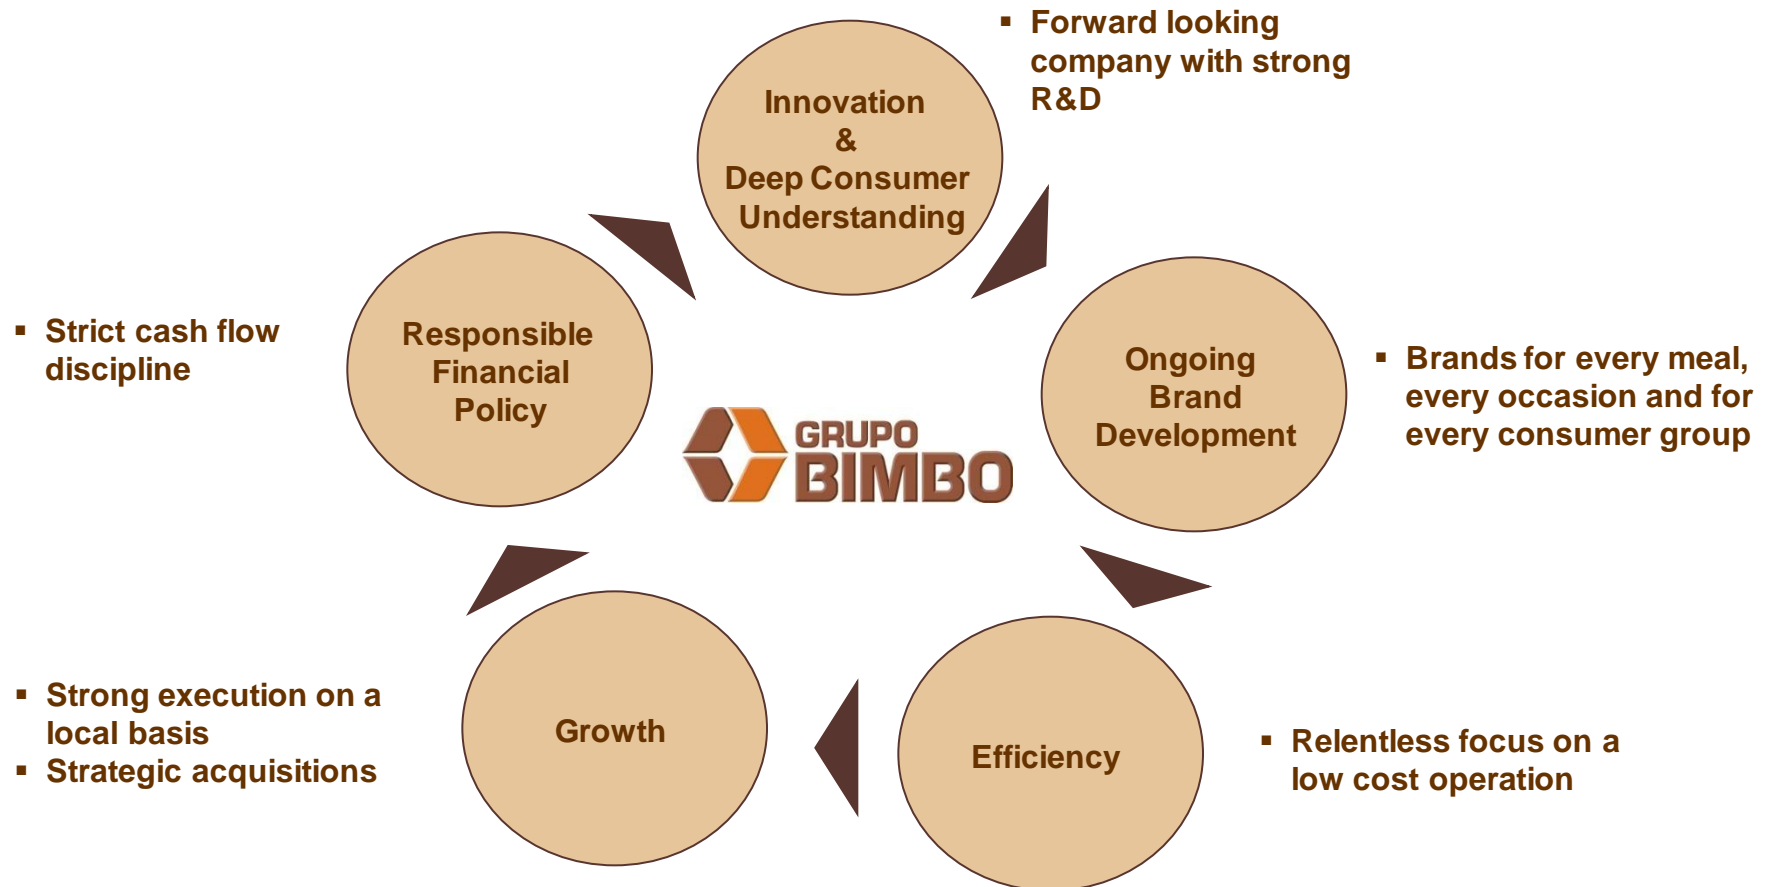 Innovation
&
Deep Consumer
Understanding
▪ Forward looking
company with strong
R&D
Ongoing
Brand
Development
▪ Brands for every meal,
every occasion and for
every consumer group
Efficiency
▪ Relentless focus on a
low cost operation
Growth
▪ Strong execution on a
local basis
▪ Strategic acquisitions
Responsible
Financial
Policy
▪ Strict cash flow
discipline
GRUPO
BIMBO